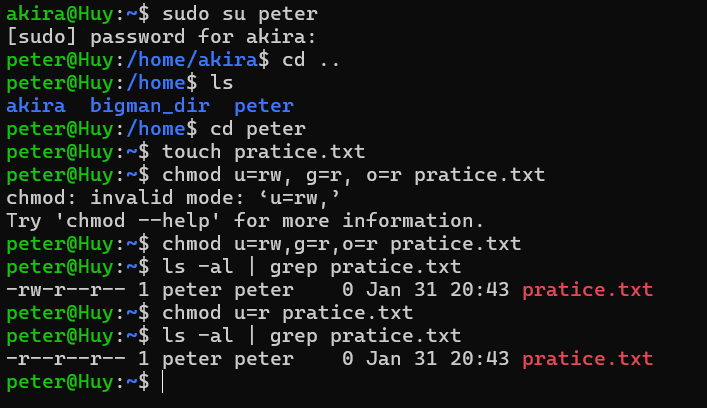 akira@Huy:~$ sudo su peter
[sudo] password for akira:
peter@Huy:/home/akira$ cd ..
peter@Huy:/home$ ls
akira  bigman_dir  peter
peter@Huy:/home$ cd peter
peter@Huy:~$ touch pratice.txt
peter@Huy:~$ chmod u=rw, g=r, o=r pratice.txt
chmod: invalid mode: ‘u=rw,’
Try 'chmod --help' for more information.
peter@Huy:~$ chmod u=rw,g=r,o=r pratice.txt
peter@Huy:~$ ls -al | grep pratice.txt
-rw-r--r-- 1 peter peter    0 Jan 31 20:43 pratice.txt
peter@Huy:~$ chmod u=r pratice.txt
peter@Huy:~$ ls -al | grep pratice.txt
-r--r--r-- 1 peter peter    0 Jan 31 20:43 pratice.txt
peter@Huy:~$